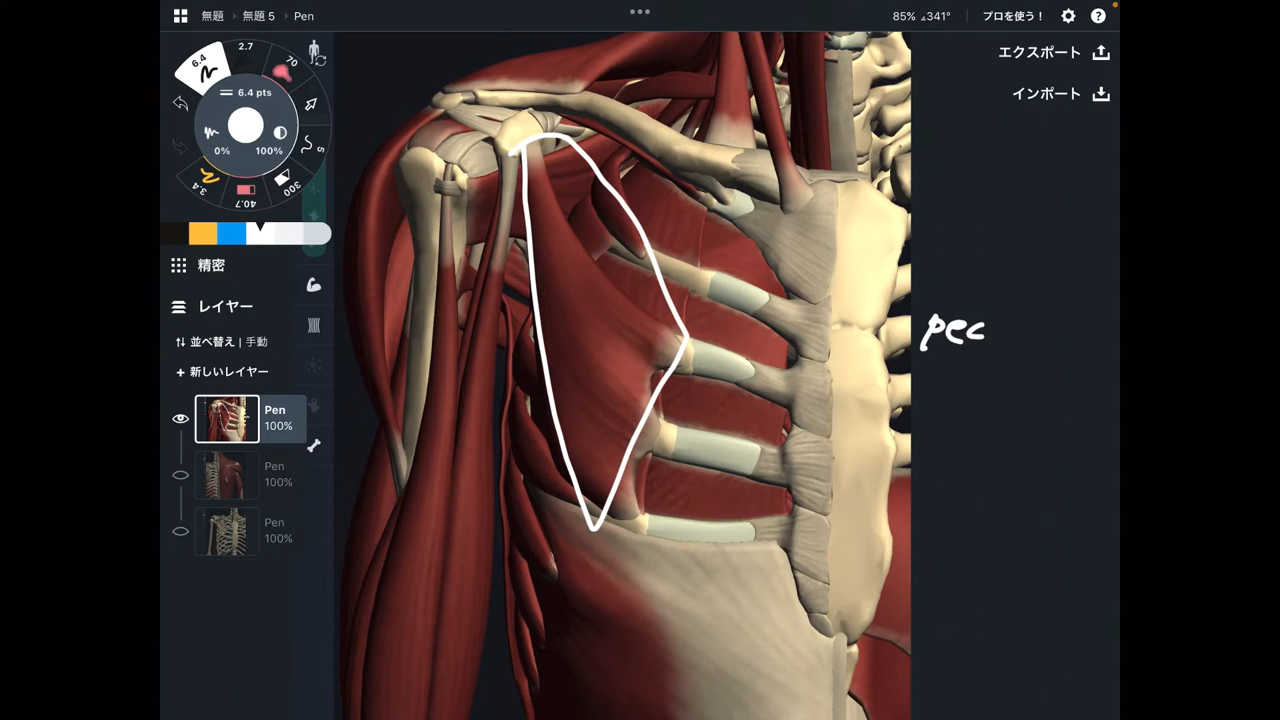 無題 無題 5 Pen
85% ⊿341° プロを使う!
エクスポート
インポート
2.7
70
5
300
40.7
3.4
6.4
6.4 pts
0% 100%
精密
レイヤー
並べ替え | 手動
+ 新しいレイヤー
Pen
100%
Pen
100%
Pen
100%
pec